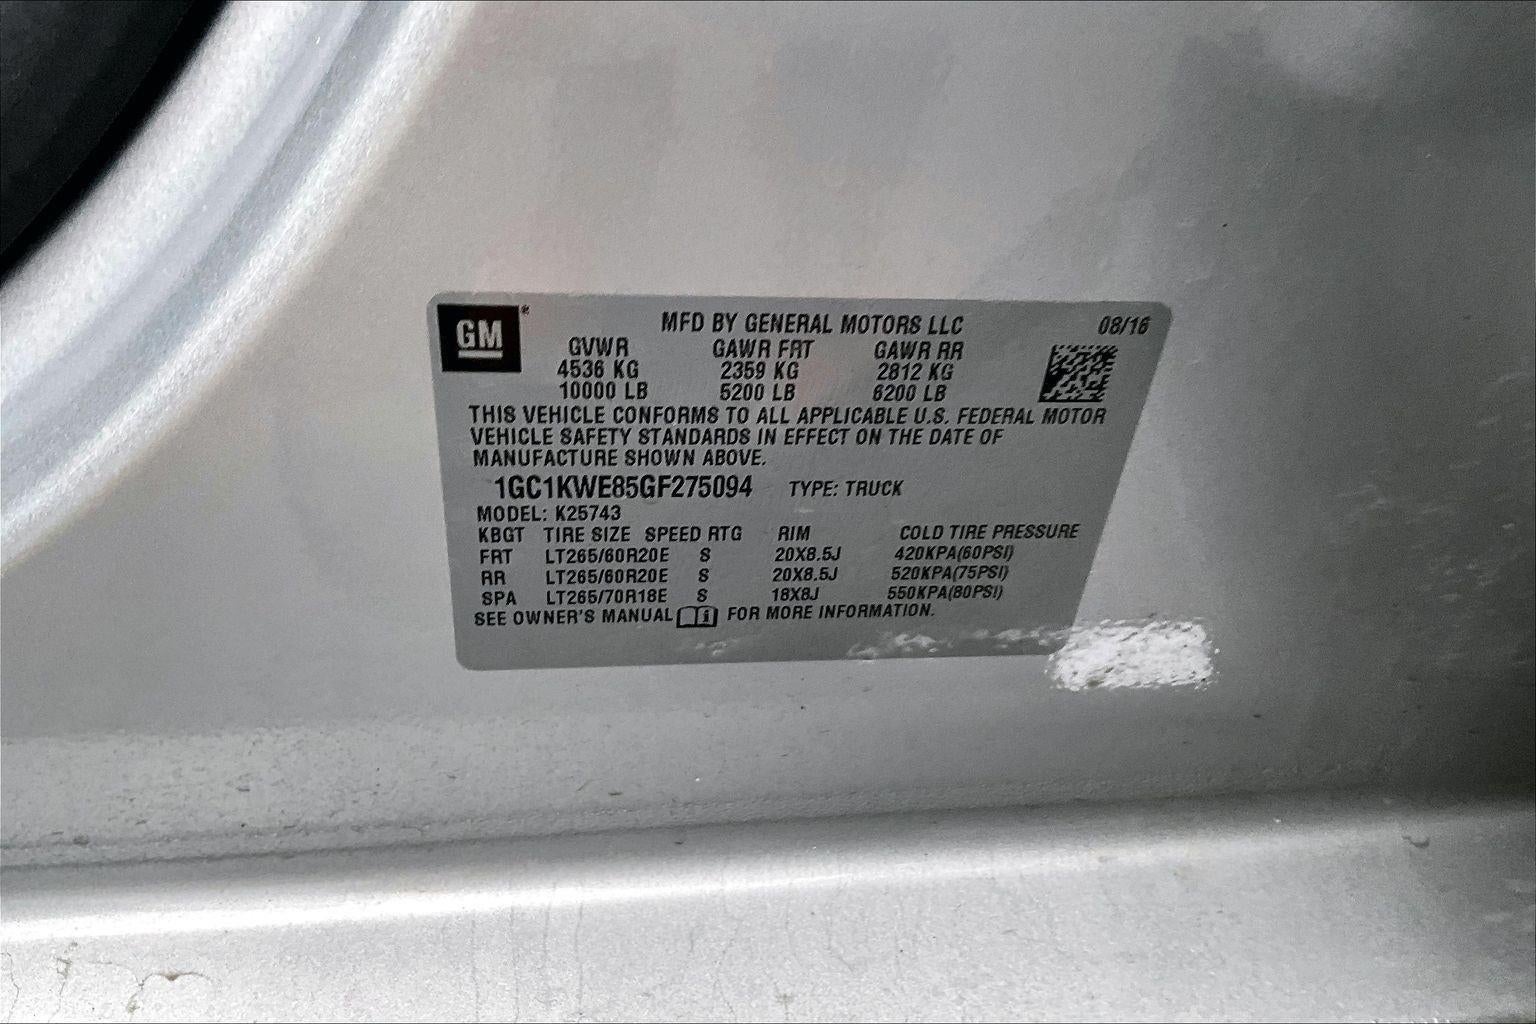 GM®
MFD BY GENERAL MOTORS LLC 08/16
GVWR GAWR FRT GAWR RR
4536 KG 2359 KG 2812 KG
10000 LB 5200 LB 6200 LB
THIS VEHICLE CONFORMS TO ALL APPLICABLE U.S. FEDERAL MOTOR
VEHICLE SAFETY STANDARDS IN EFFECT ON THE DATE OF
MANUFACTURE SHOWN ABOVE.
1GC1KWE85GF275094 TYPE: TRUCK
MODEL: K25743
KBGT TIRE SIZE SPEED RTG RIM COLD TIRE PRESSURE
FRT LT265/60R20E S 20X8.5J 420KPA(60PSI)
RR LT265/60R20E S 20X8.5J 520KPA(75PSI)
SPA LT265/70R18E S 18X8J 550KPA(80PSI)
SEE OWNER'S MANUAL i FOR MORE INFORMATION.